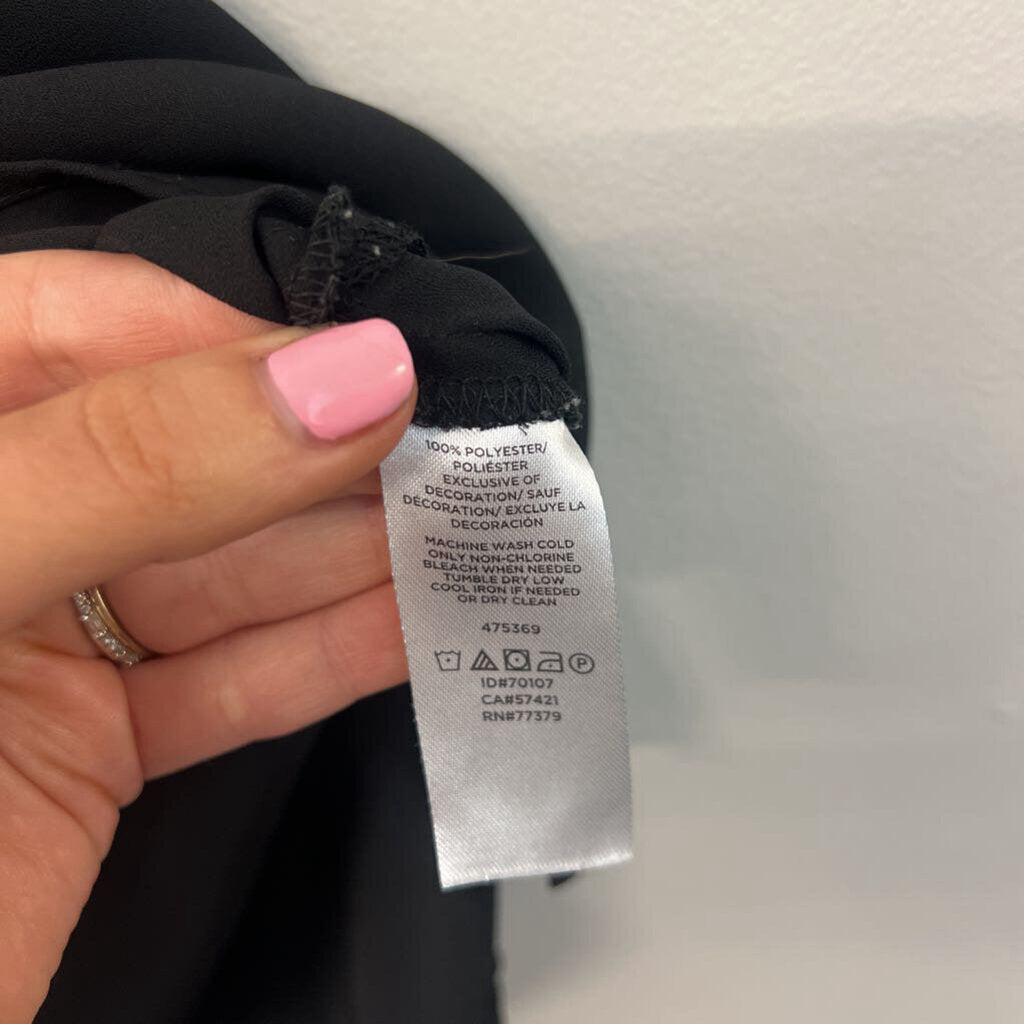 100% POLYESTER/
POLIÉSTER
EXCLUSIVE OF
DECORATION/ SAUF
DÉCORATION/ EXCLUYE LA
DECORACIÓN
MACHINE WASH COLD
ONLY NON-CHLORINE
BLEACH WHEN NEEDED
TUMBLE DRY LOW
COOL IRON IF NEEDED
OR DRY CLEAN
475369
P
ID#70107
CA#57421
RN#77379